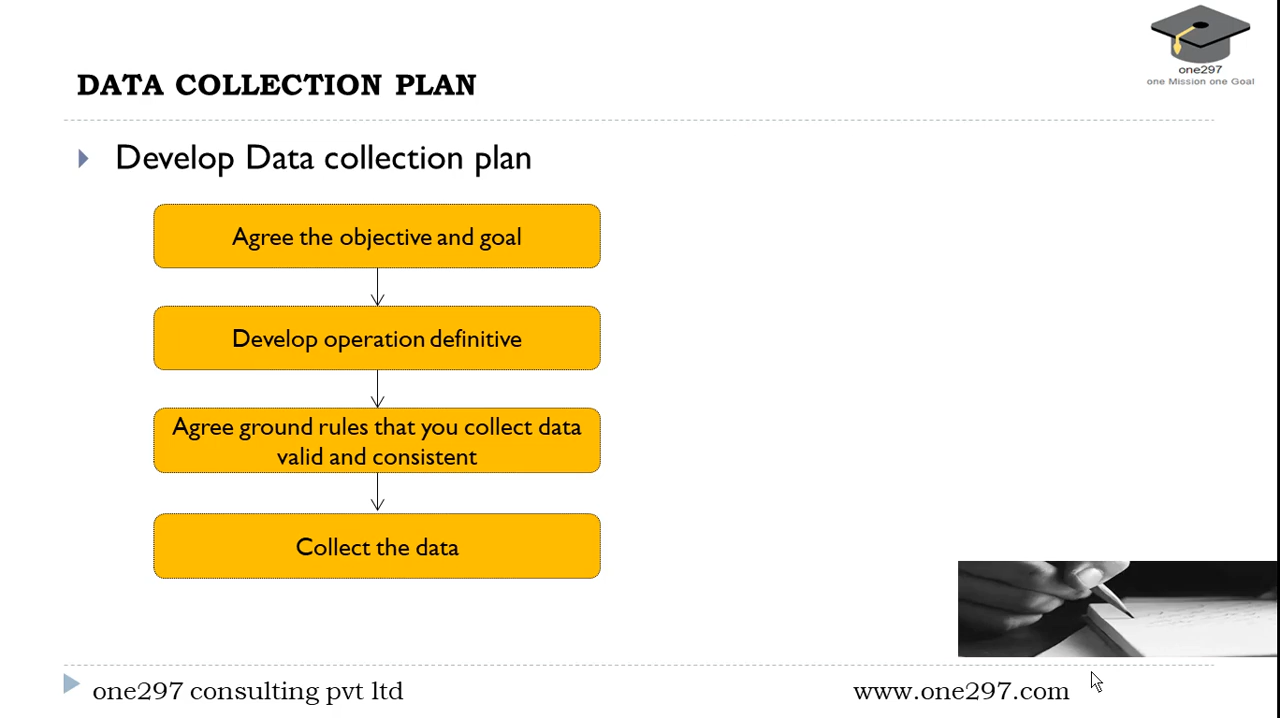 one297
one Mission one Goal
DATA COLLECTION PLAN
Develop Data collection plan
Agree the objective and goal
Develop operation definitive
Agree ground rules that you collect data
valid and consistent
Collect the data
one297 consulting pvt ltd
www.one297.com